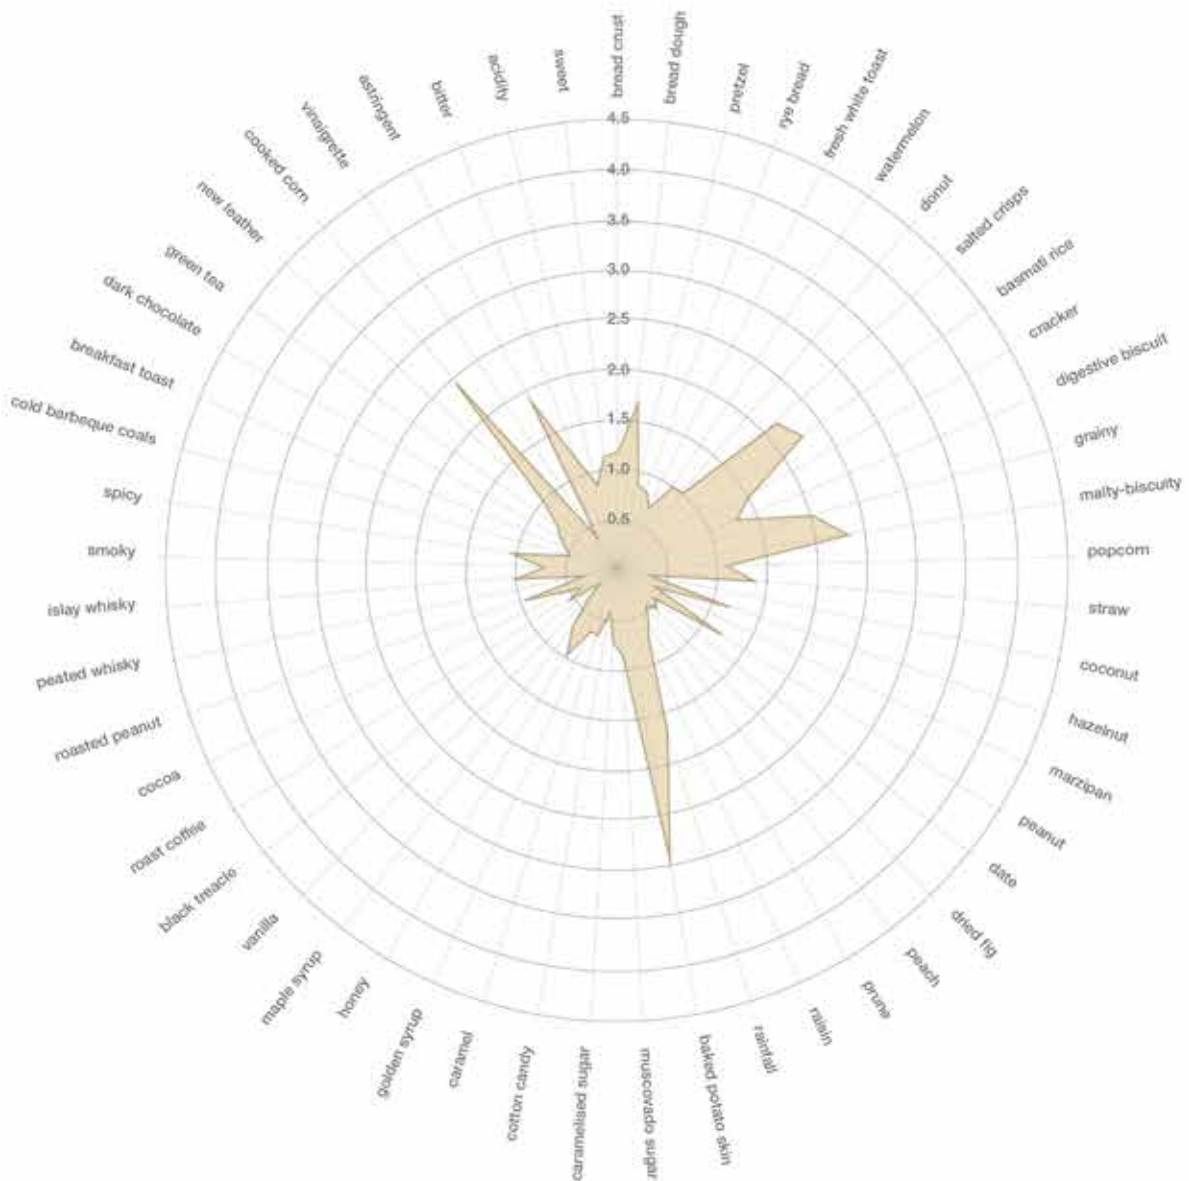 bread crust
bread dough
pretzel
rye bread
fresh white toast
watermelon
donut
salted crisps
basmati rice
cracker
digestive biscuit
grainy
malty-biscuity
popcorn
straw
coconut
hazelnut
marzipan
peanut
date
dried fig
peach
prune
raisin
rainfall
baked potato skin
muscovado sugar
caramelised sugar
cotton candy
caramel
golden syrup
honey
maple syrup
vanilla
black treacle
roast coffee
cocoa
roasted peanut
peated whisky
islay whisky
smoky
spicy
cold barbeque coals
breakfast toast
dark chocolate
green tea
new leather
cooked corn
vinaigrette
astringent
bitter
acidity
sweet
4.5
4.0
3.5
3.0
2.5
2.0
1.5
1.0
0.5